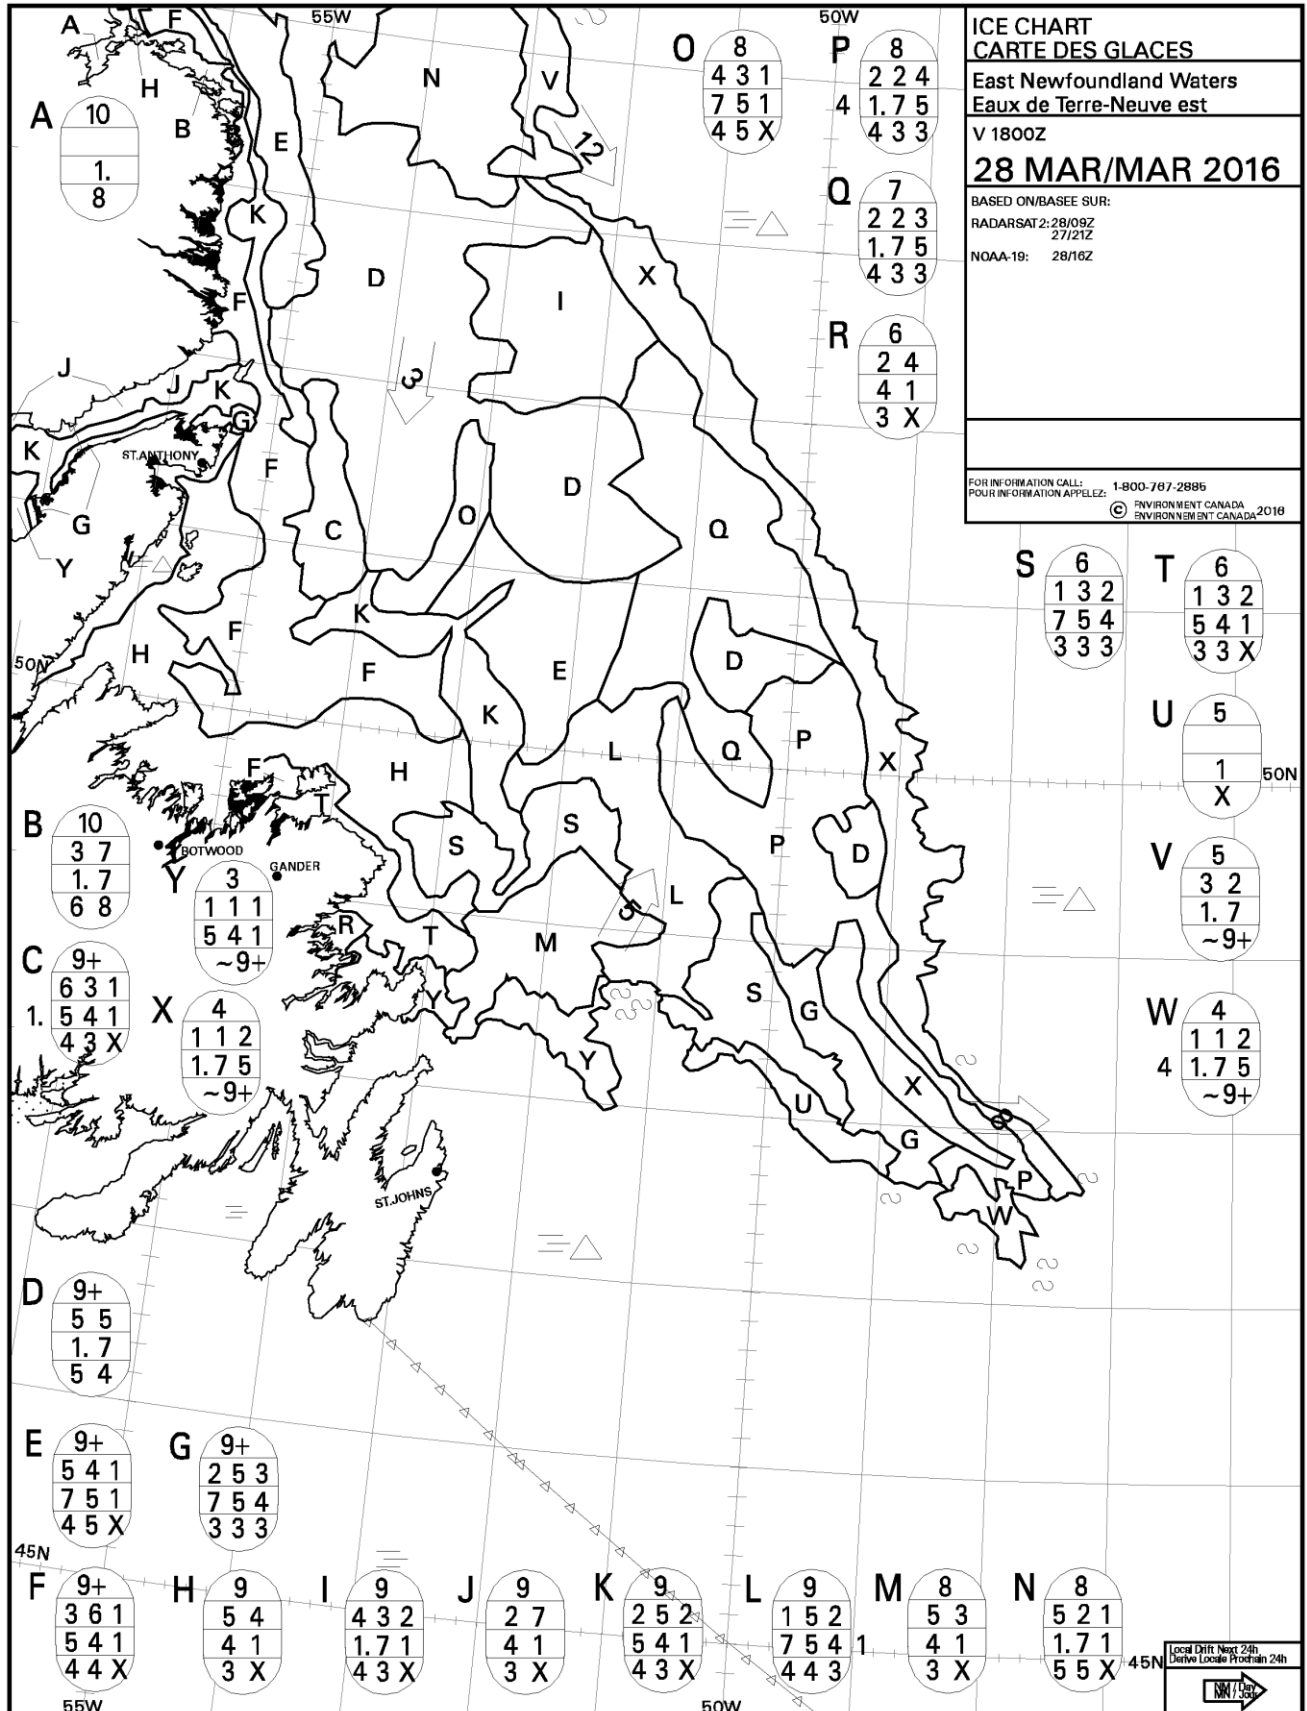 ICE CHART
CARTE DES GLACES
East Newfoundland Waters
Eaux de Terre-Neuve est
V 1800Z
28 MAR/MAR 2016
BASED ON/BASEE SUR:
RADARSAT2: 28/09Z
27/21Z
NOAA-19: 28/16Z
FOR INFORMATION CALL:
POUR INFORMATION APPELEZ: 1-800-767-2885
© ENVIRONMENT CANADA
ENVIRONNEMENT CANADA 2016
55W
50W
A
F
H
B
E
N
V
12
K
D
I
X
F
3
J
J
K
G
K
ST.ANTHONY
F
C
O
D
Q
G
Y
K
F
H
F
E
D
50N
K
L
Q
P
X
50N
F
H
T
S
S
P
D
BOTWOOD
GANDER
L
5
R
T
M
S
G
Y
Y
U
X
8
G
P
W
ST.JOHNS
A
10
1.
8
O
8
4 3 1
7 5 1
4 5 X
P
8
2 2 4
4 1. 7 5
4 3 3
Q
7
2 2 3
1. 7 5
4 3 3
R
6
2 4
4 1
3 X
S
6
1 3 2
7 5 4
3 3 3
T
6
1 3 2
5 4 1
3 3 X
U
5
1
X
V
5
3 2
1. 7
~9+
W
4
1 1 2
4 1. 7 5
~9+
B
10
3 7
1. 7
6 8
Y
3
1 1 1
5 4 1
~9+
C
9+
6 3 1
1. 5 4 1
4 3 X
X
4
1 1 2
1. 7 5
~9+
D
9+
5 5
1. 7
5 4
E
9+
5 4 1
7 5 1
4 5 X
G
9+
2 5 3
7 5 4
3 3 3
45N
F
9+
3 6 1
5 4 1
4 4 X
H
9
5 4
4 1
3 X
I
9
4 3 2
1. 7 1
4 3 X
J
9
2 7
4 1
3 X
K
9
2 5 2
5 4 1
4 3 X
L
9
1 5 2
7 5 4 1
4 4 3
M
8
5 3
4 1
3 X
N
8
5 2 1
1. 7 1
5 5 X
45N
55W
50W
Local Drift Next 24h
Derive Locale Prochain 24h
NM / Day
MN / Jour